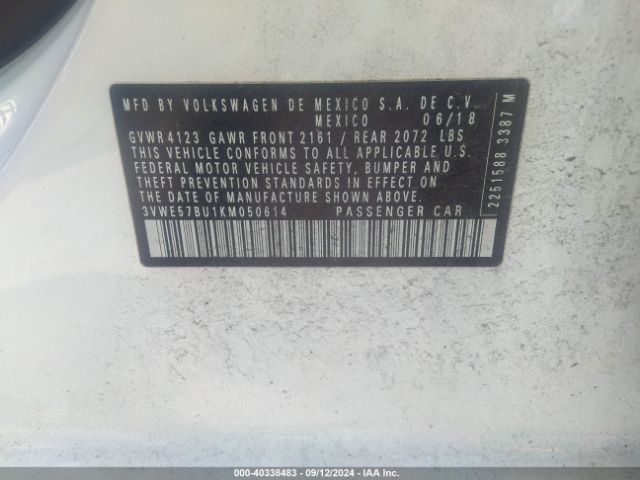 MFD BY VOLKSWAGEN DE MEXICO S.A. DE C.V.
MEXICO 06/18
GVWR 4123 GAWR FRONT 2161 / REAR 2072 LBS
THIS VEHICLE CONFORMS TO ALL APPLICABLE U.S.
FEDERAL MOTOR VEHICLE SAFETY, BUMPER AND
THEFT PREVENTION STANDARDS IN EFFECT ON
THE DATE OF MANUFACTURE SHOWN ABOVE.
3VWE57BU1KM050614 PASSENGER CAR
2251588 3387 M
000-40338483 - 09/12/2024 - IAA Inc.